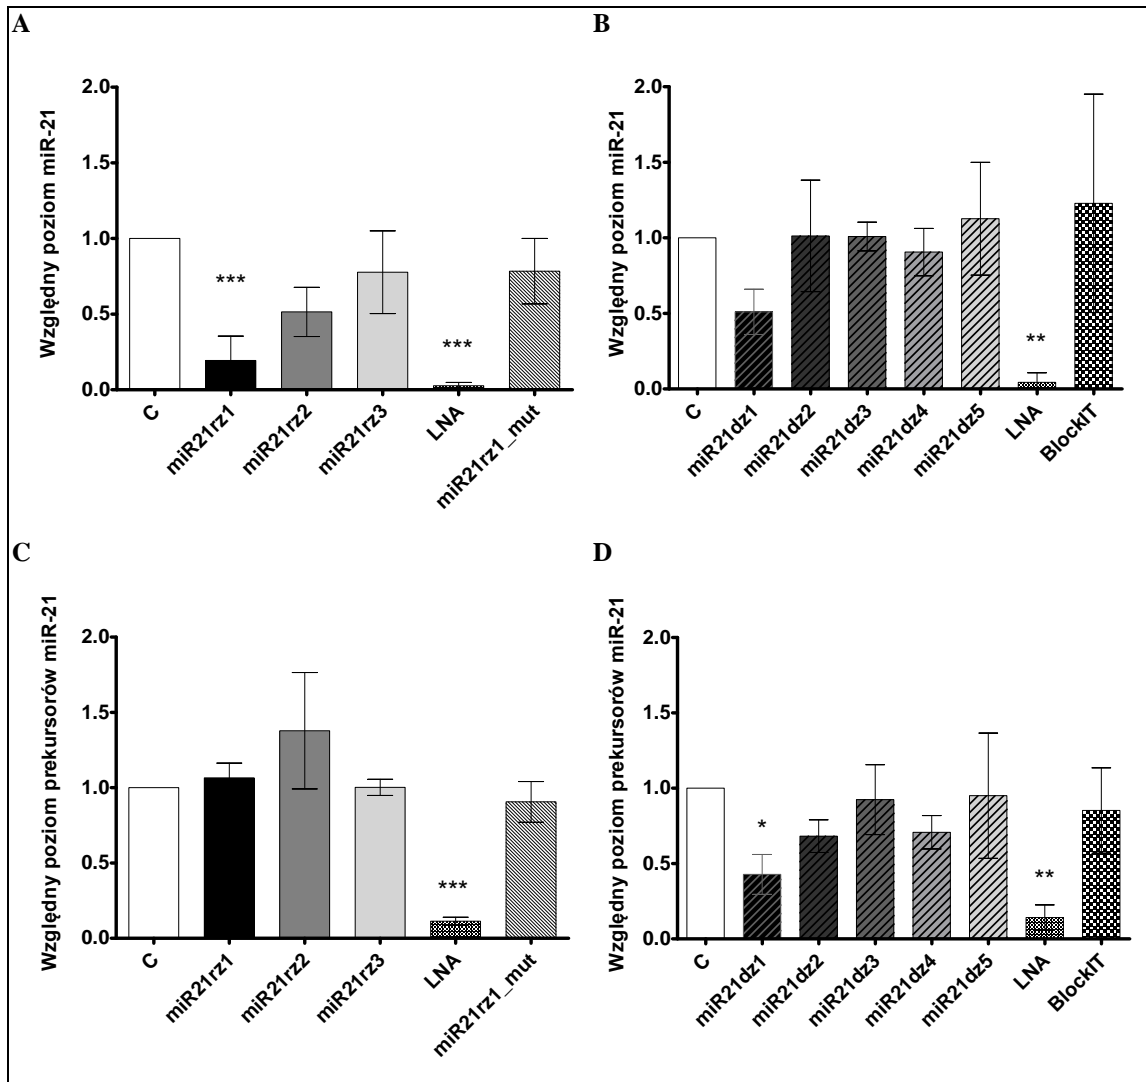 A
Względny poziom miR-21
2.0
1.5
1.0
0.5
0.0
***
***
C
miR21rz1
miR21rz2
miR21rz3
LNA
miR21rz1_mut
B
Względny poziom miR-21
2.0
1.5
1.0
0.5
0.0
**
C
miR21dz1
miR21dz2
miR21dz3
miR21dz4
miR21dz5
LNA
BlockIT
C
Względny poziom prekursorów miR-21
2.0
1.5
1.0
0.5
0.0
***
C
miR21rz1
miR21rz2
miR21rz3
LNA
miR21rz1_mut
D
Względny poziom prekursorów miR-21
2.0
1.5
1.0
0.5
0.0
*
**
C
miR21dz1
miR21dz2
miR21dz3
miR21dz4
miR21dz5
LNA
BlockIT